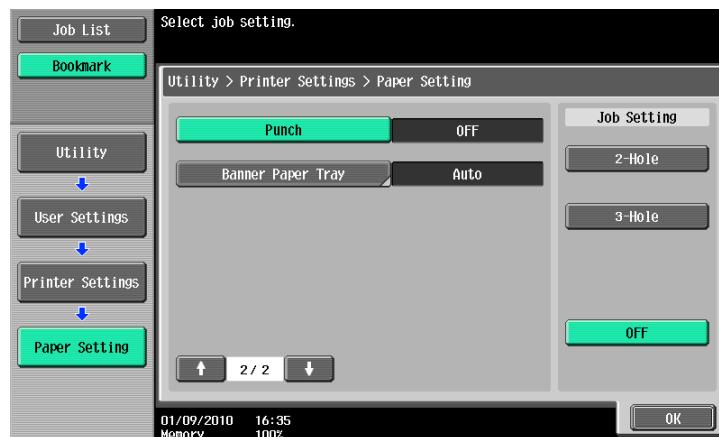 Job List
Bookmark
Select job setting.
Utility > Printer Settings > Paper Setting
Utility
User Settings
Printer Settings
Paper Setting
Punch OFF
Banner Paper Tray Auto
2/ 2
Job Setting
2-Hole
3-Hole
OFF
01/09/2010 16:35
Memory 100%
OK